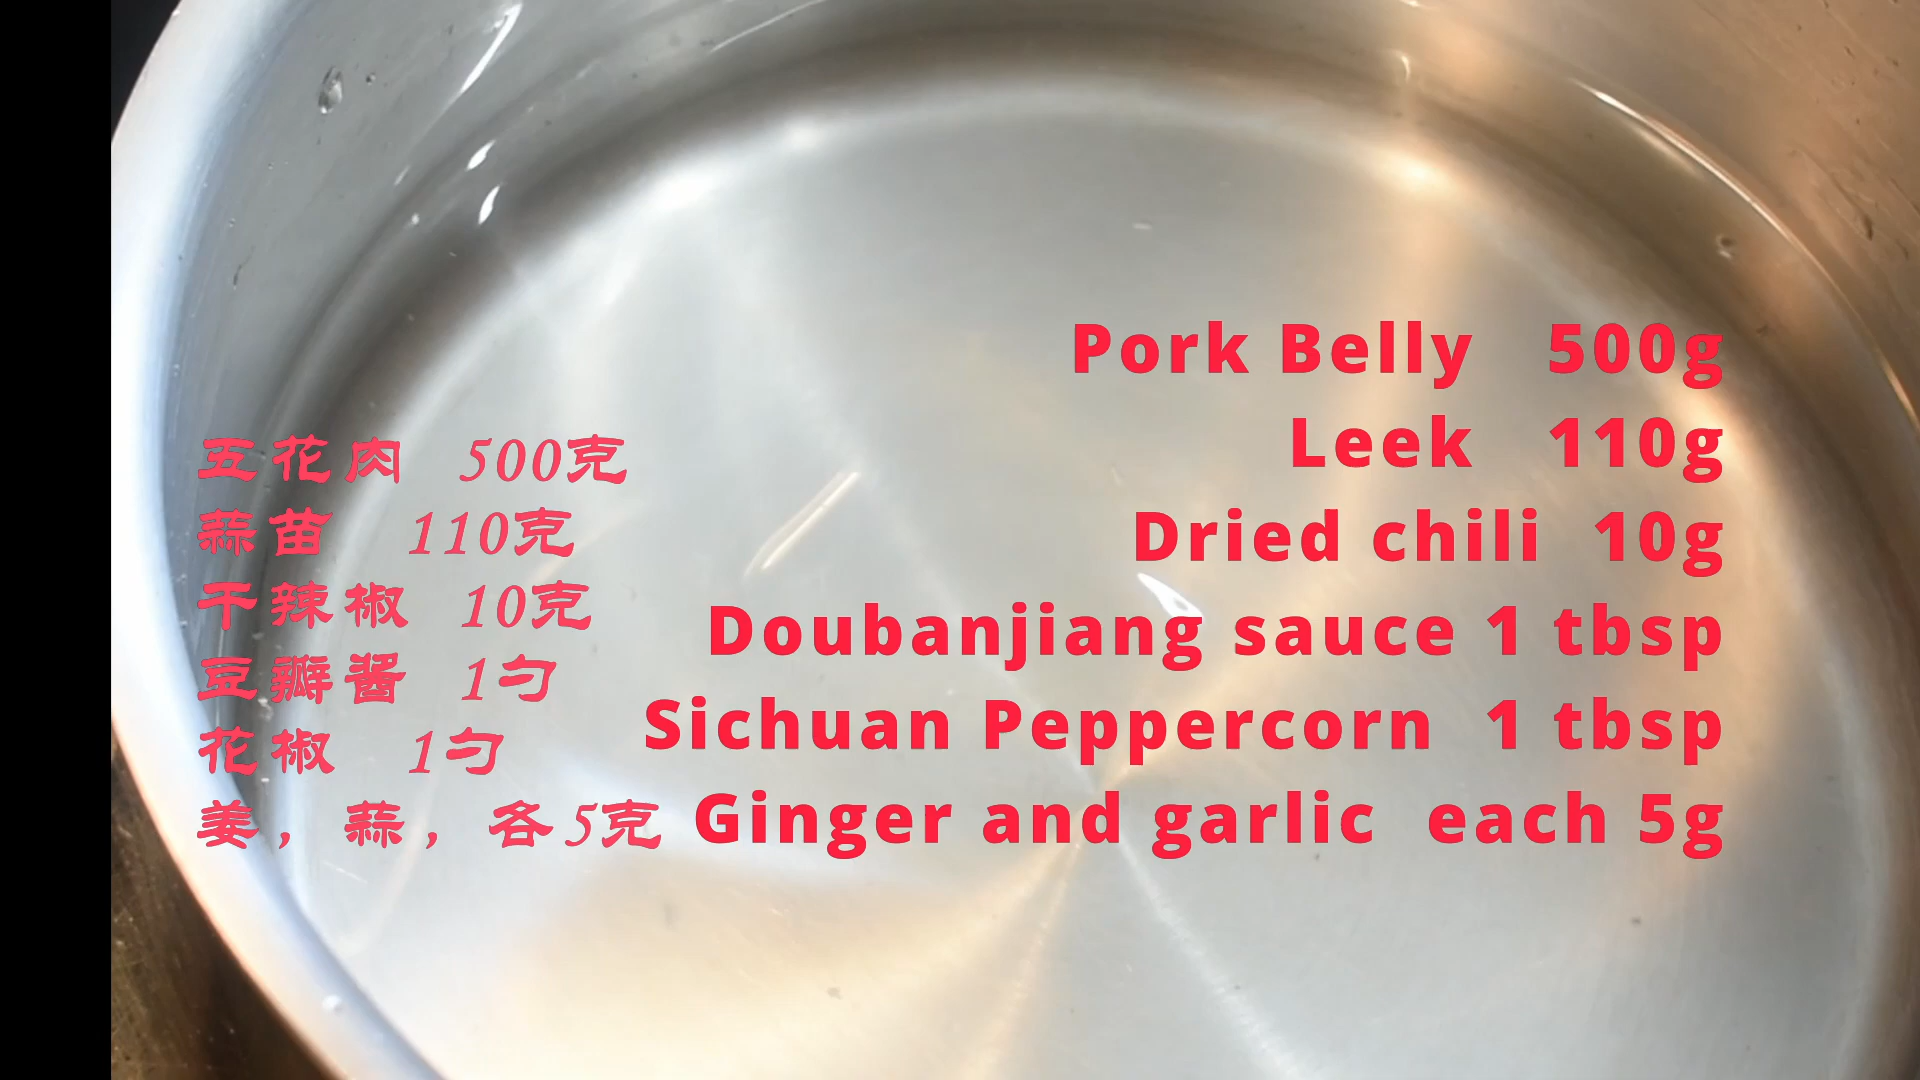 五花肉 500克
蒜苗 110克
干辣椒 10克
豆瓣酱 1勺
花椒 1勺
姜，蒜，各5克
Pork Belly 500g
Leek 110g
Dried chili 10g
Doubanjiang sauce 1 tbsp
Sichuan Peppercorn 1 tbsp
Ginger and garlic each 5g